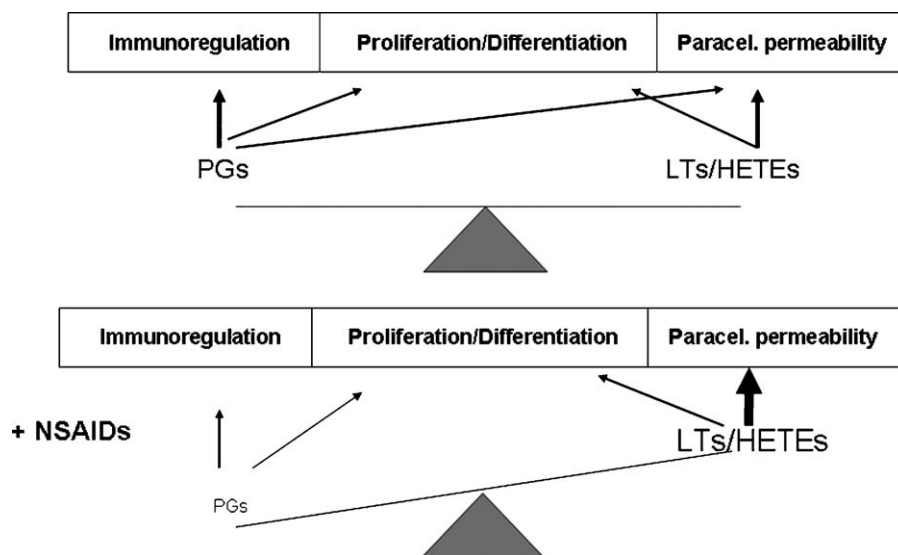 Immunoregulation Proliferation/Differentiation Paracel. permeability
PGs LTs/HETEs
Immunoregulation Proliferation/Differentiation Paracel. permeability
+ NSAIDs LTs/HETEs
PGs